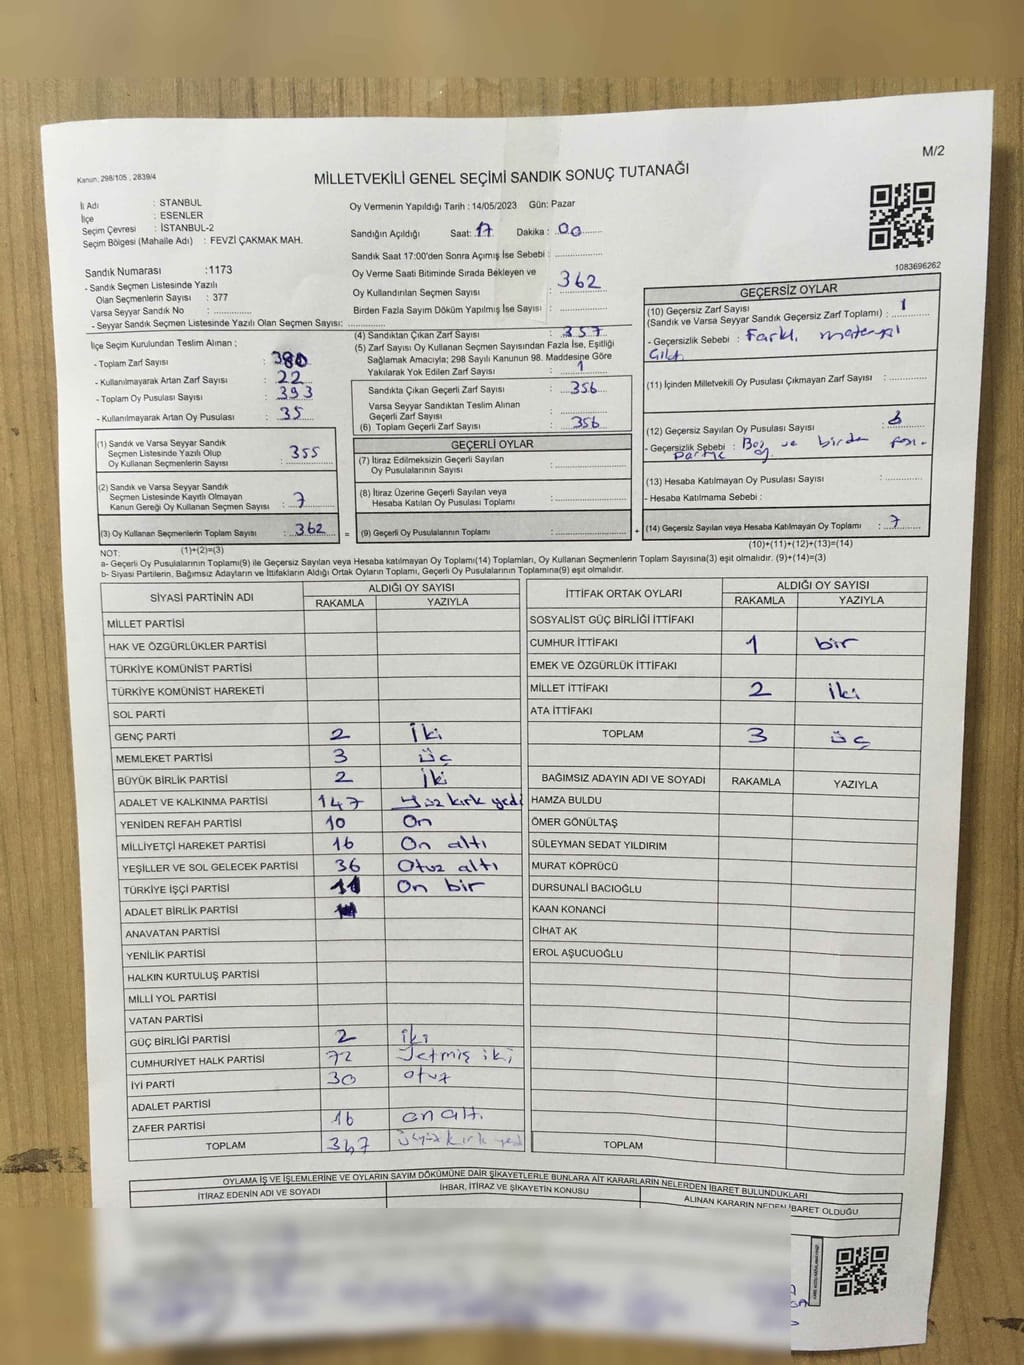 M/2
Kanun, 298/105 , 2839/4
MİLLETVEKİLİ GENEL SEÇİMİ SANDIK SONUÇ TUTANAĞI
İl Adı : STANBUL
İlçe : ESENLER
Seçim Çevresi : İSTANBUL-2
Seçim Bölgesi (Mahalle Adı) : FEVZİ ÇAKMAK MAH.
Sandık Numarası :1173
- Sandık Seçmen Listesinde Yazılı
Olan Seçmenlerin Sayısı : 377
Varsa Seyyar Sandık No :
- Seyyar Sandık Seçmen Listesinde Yazılı Olan Seçmen Sayısı:
İlçe Seçim Kurulundan Teslim Alınan ;
- Toplam Zarf Sayısı : 380
- Kullanılmayarak Artan Zarf Sayısı : 22
- Toplam Oy Pusulası Sayısı : 393
- Kullanılmayarak Artan Oy Pusulası : 35
(1) Sandık ve Varsa Seyyar Sandık
Seçmen Listesinde Yazılı Olup
Oy Kullanan Seçmenlerin Sayısı : 355
(2) Sandık ve Varsa Seyyar Sandık
Seçmen Listesinde Kayıtlı Olmayan
Kanun Gereği Oy Kullanan Seçmen Sayısı : 7
(3) Oy Kullanan Seçmenlerin Toplam Sayısı : 362
(1)+(2)=(3)
Oy Vermenin Yapıldığı Tarih : 14/05/2023 Gün: Pazar
Sandığın Açıldığı Saat: 17 Dakika : 00
Sandık Saat 17:00'den Sonra Açımış İse Sebebi :
Oy Verme Saati Bitiminde Sırada Bekleyen ve
Oy Kullandırılan Seçmen Sayısı : 362
Birden Fazla Sayım Döküm Yapılmış İse Sayısı :
(4) Sandıktan Çıkan Zarf Sayısı : 357
(5) Zarf Sayısı Oy Kullanan Seçmen Sayısından Fazla İse, Eşitliği
Sağlamak Amacıyla; 298 Sayılı Kanunun 98. Maddesine Göre
Yakılarak Yok Edilen Zarf Sayısı : 1
Sandıkta Çıkan Geçerli Zarf Sayısı : 356
Varsa Seyyar Sandıktan Teslim Alınan
Geçerli Zarf Sayısı :
(6) Toplam Geçerli Zarf Sayısı : 356
GEÇERLİ OYLAR
(7) İtiraz Edilmeksizin Geçerli Sayılan
Oy Pusulalarının Sayısı :
(8) İtiraz Üzerine Geçerli Sayılan veya
Hesaba Katılan Oy Pusulası Toplamı :
= (9) Geçerli Oy Pusulalarının Toplamı :
1083696262
GEÇERSİZ OYLAR
(10) Geçersiz Zarf Sayısı
(Sandık ve Varsa Seyyar Sandık Geçersiz Zarf Toplamı) : 1
- Geçersizlik Sebebi : Farklı materyal
(11) İçinden Milletvekili Oy Pusulası Çıkmayan Zarf Sayısı :
(12) Geçersiz Sayılan Oy Pusulası Sayısı :
- Geçersizlik Sebebi : Boş ve birden
(13) Hesaba Katılmayan Oy Pusulası Sayısı :
- Hesaba Katılmama Sebebi :
+ (14) Geçersiz Sayılan veya Hesaba Katılmayan Oy Toplamı : 7
(10)+(11)+(12)+(13)=(14)
NOT:
a- Geçerli Oy Pusulalarının Toplamı(9) ile Geçersiz Sayılan veya Hesaba katılmayan Oy Toplamı(14) Toplamları, Oy Kullanan Seçmenlerin Toplam Sayısına(3) eşit olmalıdır. (9)+(14)=(3)
b- Siyasi Partilerin, Bağımsız Adayların ve İttifakların Aldığı Ortak Oyların Toplamı, Geçerli Oy Pusulalarının Toplamına(9) eşit olmalıdır.
SİYASİ PARTİNİN ADI ALDIĞI OY SAYISI
RAKAMLA YAZIYLA
MİLLET PARTİSİ
HAK VE ÖZGÜRLÜKLER PARTİSİ
TÜRKİYE KOMÜNİST PARTİSİ
TÜRKİYE KOMÜNİST HAREKETİ
SOL PARTİ
GENÇ PARTİ 2 İki
MEMLEKET PARTİSİ 3 üç
BÜYÜK BİRLİK PARTİSİ 2 İki
ADALET VE KALKINMA PARTİSİ 147 yüz kırk yedi
YENİDEN REFAH PARTİSİ 10 On
MİLLİYETÇİ HAREKET PARTİSİ 16 On altı
YEŞİLLER VE SOL GELECEK PARTİSİ 36 Otuz altı
TÜRKİYE İŞÇİ PARTİSİ 11 On bir
ADALET BİRLİK PARTİSİ
ANAVATAN PARTİSİ
YENİLİK PARTİSİ
HALKIN KURTULUŞ PARTİSİ
MİLLİ YOL PARTİSİ
VATAN PARTİSİ
GÜÇ BİRLİĞİ PARTİSİ 2 iki
CUMHURİYET HALK PARTİSİ 72 Yetmiş iki
İYİ PARTİ 30 otuz
ADALET PARTİSİ
ZAFER PARTİSİ 16 on altı
TOPLAM 347 üçyüz kırk yedi
İTTİFAK ORTAK OYLARI ALDIĞI OY SAYISI
RAKAMLA YAZIYLA
SOSYALİST GÜÇ BİRLİĞİ İTTİFAKI
CUMHUR İTTİFAKI 1 bir
EMEK VE ÖZGÜRLÜK İTTİFAKI
MİLLET İTTİFAKI 2 iki
ATA İTTİFAKI
TOPLAM 3 üç
BAĞIMSIZ ADAYIN ADI VE SOYADI RAKAMLA YAZIYLA
HAMZA BULDU
ÖMER GÖNÜLTAŞ
SÜLEYMAN SEDAT YILDIRIM
MURAT KÖPRÜCÜ
DURSUNALİ BACIOĞLU
KAAN KONANCİ
CİHAT AK
EROL AŞUCUOĞLU
TOPLAM
OYLAMA İŞ VE İŞLEMLERİNE VE OYLARIN SAYIM DÖKÜMÜNE DAİR ŞİKAYETLERLE BUNLARA AİT KARARLARIN NELERDEN İBARET BULUNDUKLARI
İTİRAZ EDENİN ADI VE SOYADI İHBAR, İTİRAZ VE ŞİKAYETİN KONUSU ALINAN KARARIN NEDEN İBARET OLDUĞU